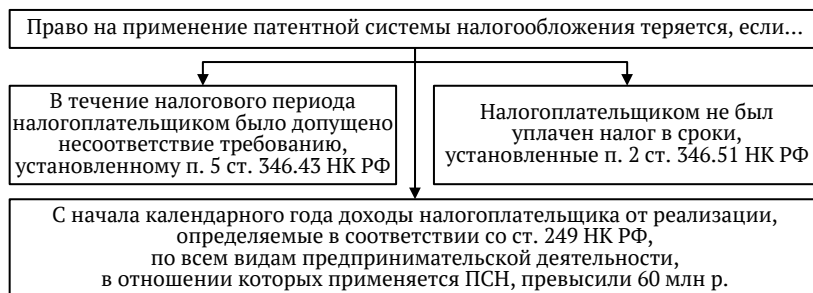 Право на применение патентной системы налогообложения теряется, если…
В течение налогового периода
налогоплательщиком было допущено
несоответствие требованию,
установленному п. 5 ст. 346.43 НК РФ
Налогоплательщиком не был
уплачен налог в сроки,
установленные п. 2 ст. 346.51 НК РФ
С начала календарного года доходы налогоплательщика от реализации,
определяемые в соответствии со ст. 249 НК РФ,
по всем видам предпринимательской деятельности,
в отношении которых применяется ПСН, превысили 60 млн р.